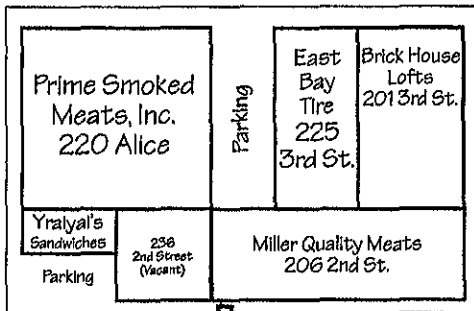 Prime Smoked
Meats, Inc.
220 Alice
Parking
East
Bay
Tire
225
3rd St.
Brick House
Lofts
201 3rd St.
Yralyal's
Sandwiches
Parking
236
2nd Street
(Vacant)
Miller Quality Meats
206 2nd St.